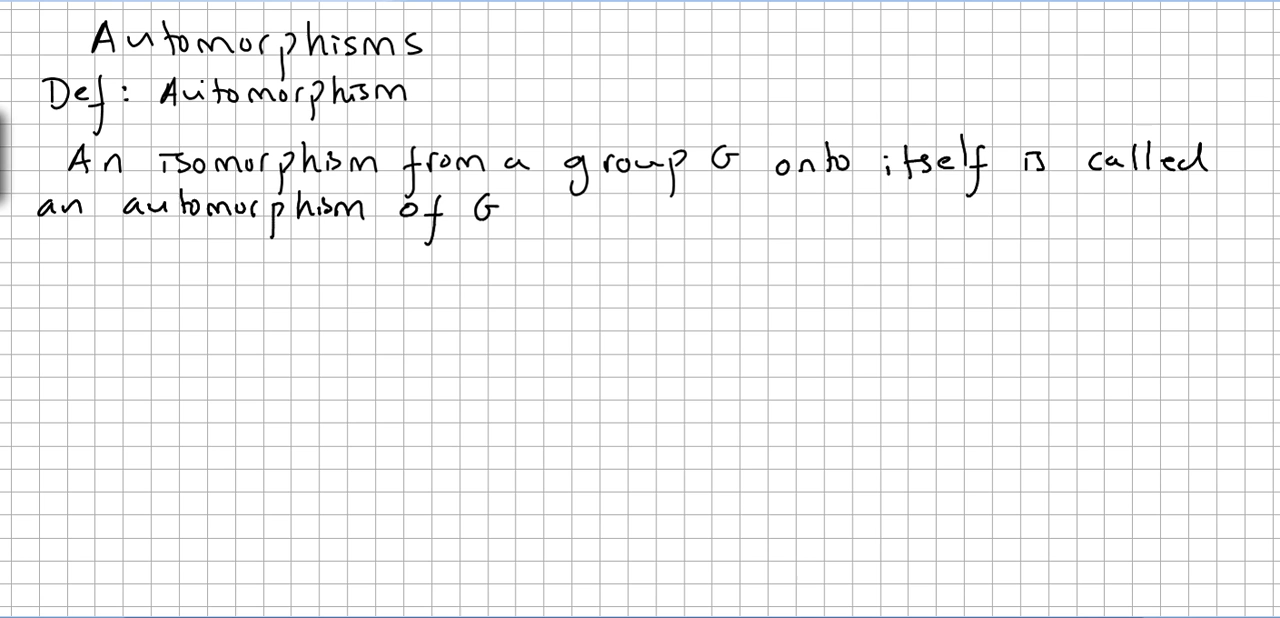 Automorphisms
Def: Automorphism
An isomorphism from a group G onto itself is called
an automorphism of G